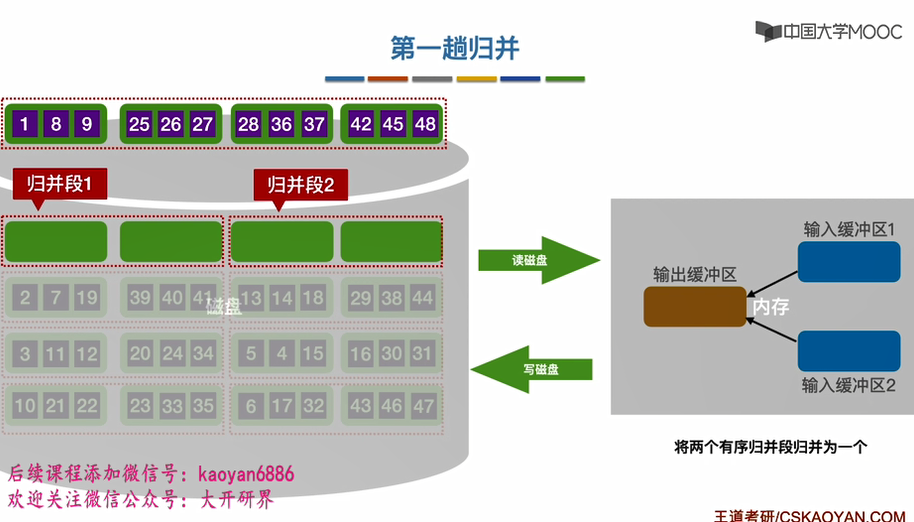 中国大学MOOC
第一趟归并
1 8 9 25 26 27 28 36 37 42 45 48
归并段1 归并段2
2 7 19 39 40 41 13 14 18 29 38 44
磁盘
3 11 12 20 24 34 5 4 15 16 30 31
10 21 22 23 33 35 6 17 32 43 46 47
读磁盘
写磁盘
输入缓冲区1
输出缓冲区
内存
输入缓冲区2
将两个有序归并段归并为一个
后续课程添加微信号：kaoyan6886
欢迎关注微信公众号：大开研界
王道考研/CSKAOYAN.COM